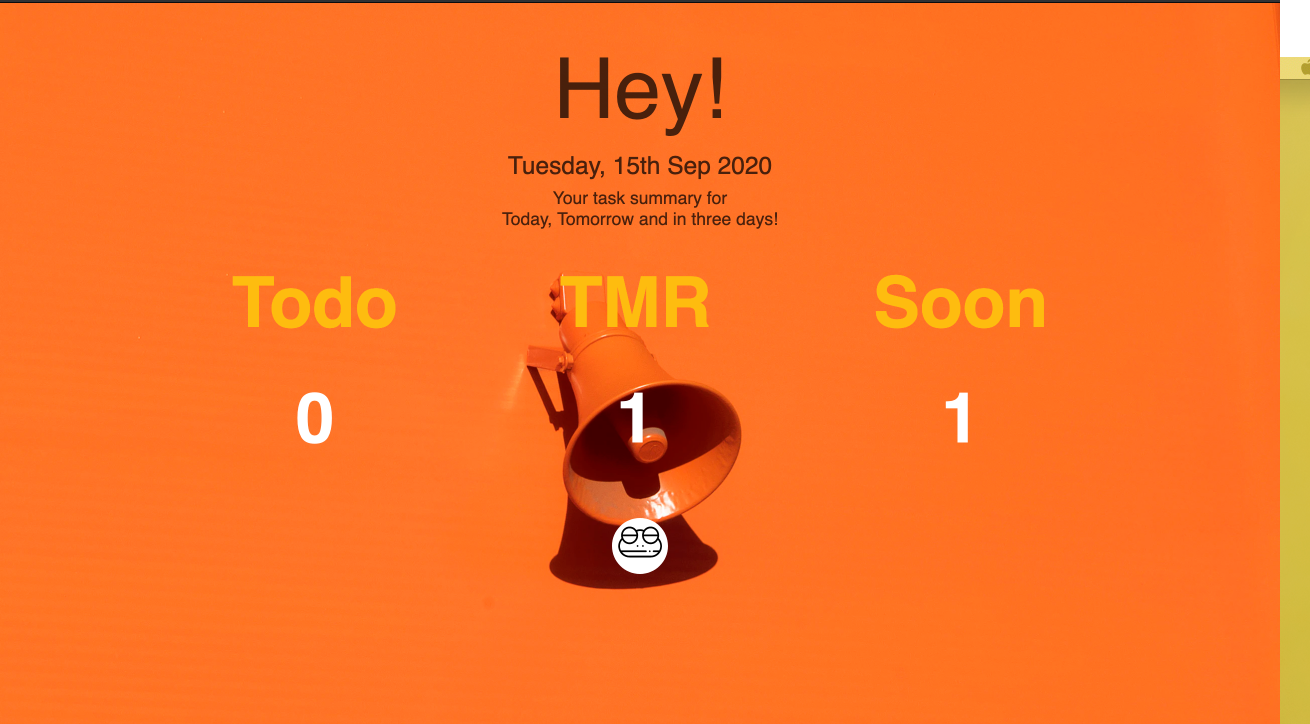 Hey!
Tuesday, 15th Sep 2020
Your task summary for
Today, Tomorrow and in three days!
Todo TMR Soon
0 1 1